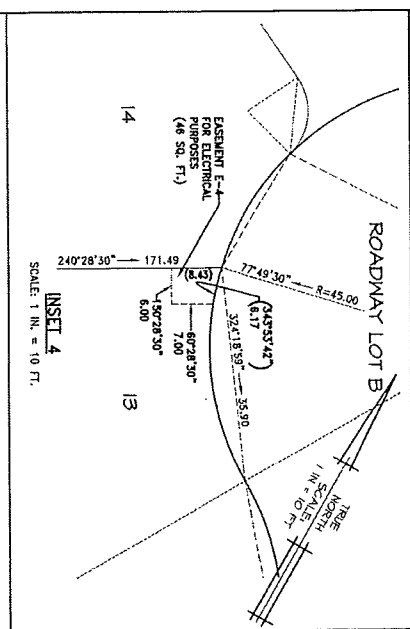 ROADWAY LOT B
14
EASEMENT E-4
FOR ELECTRICAL
PURPOSES
(46 SQ. FT.)
240°28'30"
171.49
(8.43)
77°49'30"
R=45.00
(343°53'42"
6.17)
324°18'59"
35.90
150°28'30"
6.00
60°28'30"
7.00
13
TRUE
NORTH
SCALE:
1 IN = 10 FT
INSET 4
SCALE: 1 IN. = 10 FT.